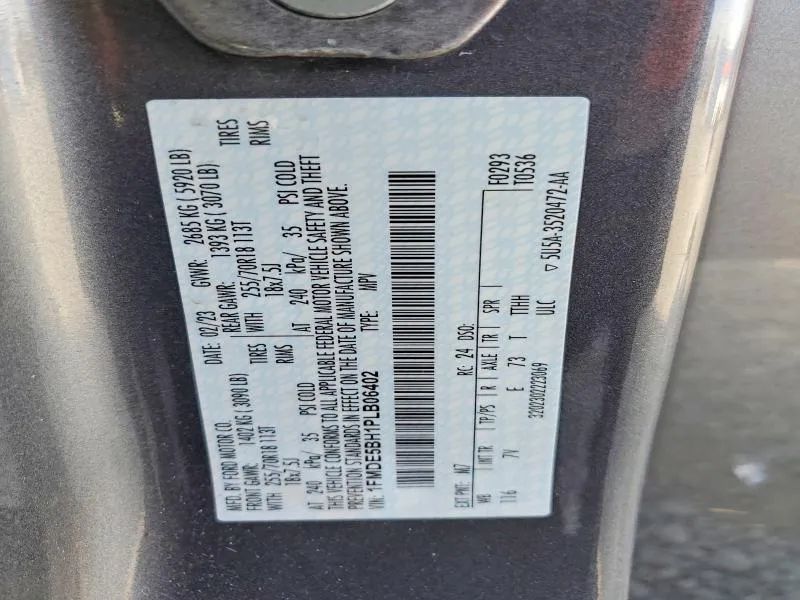 MFD. BY FORD MOTOR CO.
DATE: 02/23 GVWR: 2685 KG ( 5920 LB)
FRONT GAWR: 1402 KG ( 3090 LB) REAR GAWR: 1393 KG ( 3070 LB)
WITH 255/70R18 113T TIRES WITH 255/70R18 113T TIRES
18x7.5J RIMS 18x7.5J RIMS
AT 240 kPa/ 35 PSI COLD AT 240 kPa/ 35 PSI COLD
THIS VEHICLE CONFORMS TO ALL APPLICABLE FEDERAL MOTOR VEHICLE SAFETY AND THEFT
PREVENTION STANDARDS IN EFFECT ON THE DATE OF MANUFACTURE SHOWN ABOVE.
VIN: 1FMDE5BH1PLB06402 TYPE: MPV
F0293
EXT PNT: M7 RC: 24 DSO: T0536
WB INT TR TP/PS R AXLE TR SPR
116 7V E 73 T THH
3202302223069 ULC ▽ 5U5A-3520472-AA